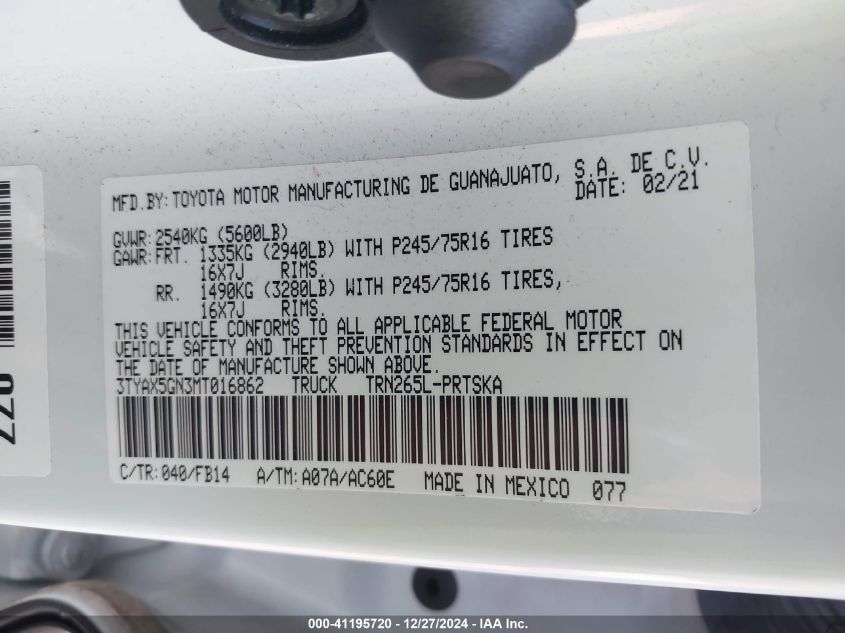 MFD.BY:TOYOTA MOTOR MANUFACTURING DE GUANAJUATO, S.A. DE C.V.
DATE: 02/21
GVWR:2540KG (5600LB)
GAWR:FRT. 1335KG (2940LB) WITH P245/75R16 TIRES
16X7J RIMS.
RR. 1490KG (3280LB) WITH P245/75R16 TIRES,
16X7J RIMS.
THIS VEHICLE CONFORMS TO ALL APPLICABLE FEDERAL MOTOR
VEHICLE SAFETY AND THEFT PREVENTION STANDARDS IN EFFECT ON
THE DATE OF MANUFACTURE SHOWN ABOVE.
3TYAX5GN3MT016862 TRUCK TRN265L-PRTSKA
C/TR:040/FB14 A/TM:A07A/AC60E MADE IN MEXICO 077
000-41195720 - 12/27/2024 - IAA Inc.